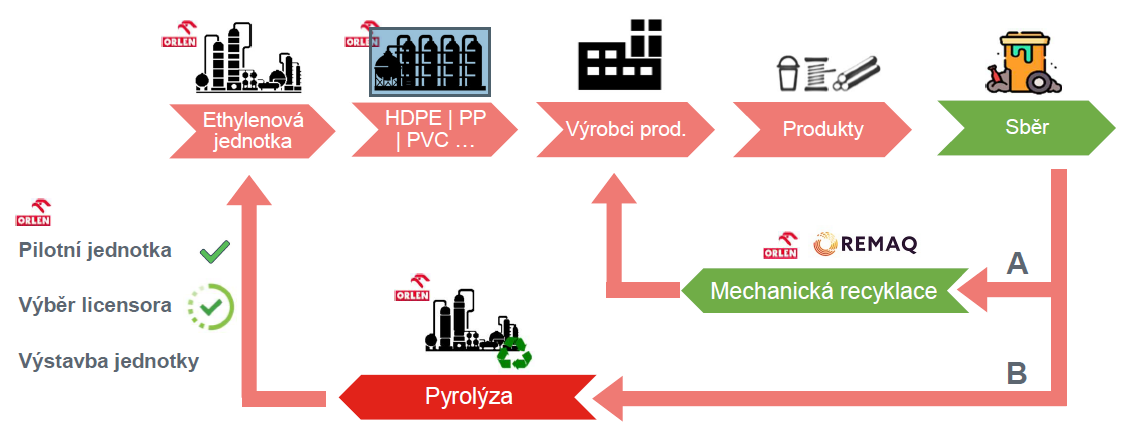 ORLEN
ORLEN
Ethylenová
jednotka
HDPE | PP
| PVC ...
Výrobci prod.
Produkty
Sběr
ORLEN
Pilotní jednotka
Výběr licensora
Výstavba jednotky
ORLEN
REMAQ
A
Mechanická recyklace
ORLEN
B
Pyrolýza